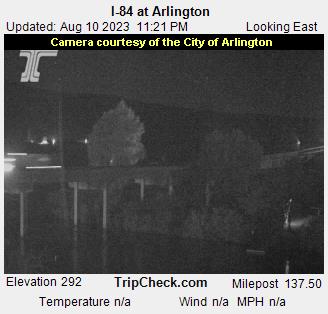 I-84 at Arlington
Updated: Aug 10 2023 11:21 PM Looking East
Camera courtesy of the City of Arlington
Elevation 292 TripCheck.com Milepost 137.50
Temperature n/a Wind n/a MPH n/a